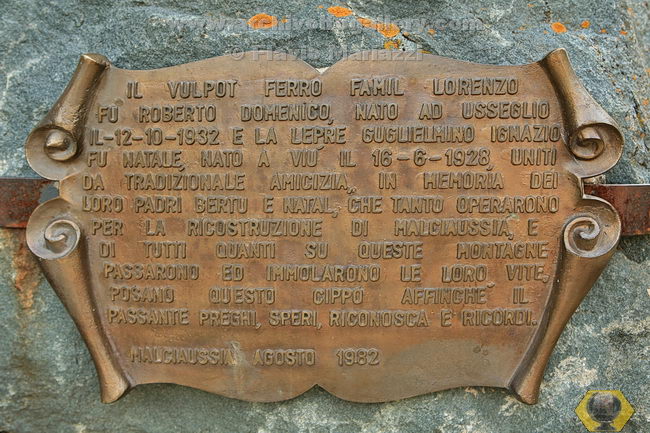 IL VULPOT FERRO FAMIL LORENZO
FU ROBERTO DOMENICO, NATO AD USSEGLIO
IL-12-10-1932 E LA LEPRE GUGLIELMINO IGNAZIO
FU NATALE, NATO A VIU' IL 16-6-1928 UNITI
DA TRADIZIONALE AMICIZIA, IN MEMORIA DEI
LORO PADRI BERTU E NATAL, CHE TANTO OPERARONO
PER LA RICOSTRUZIONE DI MALCIAUSSIA, E
DI TUTTI QUANTI SU QUESTE MONTAGNE
PASSARONO ED IMMOLARONO LE LORO VITE,
POSANO QUESTO CIPPO AFFINCHÈ IL
PASSANTE PREGHI, SPERI, RICONOSCA E RICORDI.
MALCIAUSSIA AGOSTO 1982